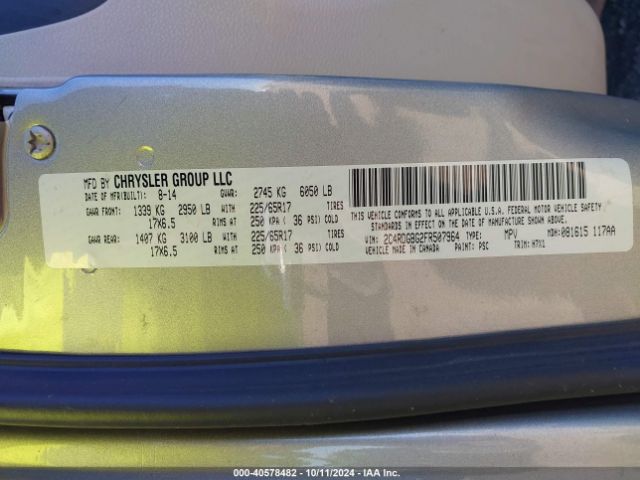 MFD BY CHRYSLER GROUP LLC
DATE OF MFR(BUILT): 8-14 GVWR: 2745 KG 6050 LB
GAWR FRONT: 1339 KG 2950 LB WITH 225/65R17 TIRES
17X6.5 RIMS AT 250 KPA ( 36 PSI) COLD
GAWR REAR: 1407 KG 3100 LB WITH 225/65R17 TIRES
17X6.5 RIMS AT 250 KPA ( 36 PSI) COLD
THIS VEHICLE CONFORMS TO ALL APPLICABLE U.S.A. FEDERAL MOTOR VEHICLE SAFETY,
STANDARDS IN EFFECT ON THE DATE OF MANUFACTURE SHOWN ABOVE.
VIN: 2C4RDGBG2FR507964 TYPE: MPV MDH: 081615 117AA
VEHICLE MADE IN CANADA PAINT: PSC TRIM: H7X1
000-40578482 - 10/11/2024 - IAA Inc.